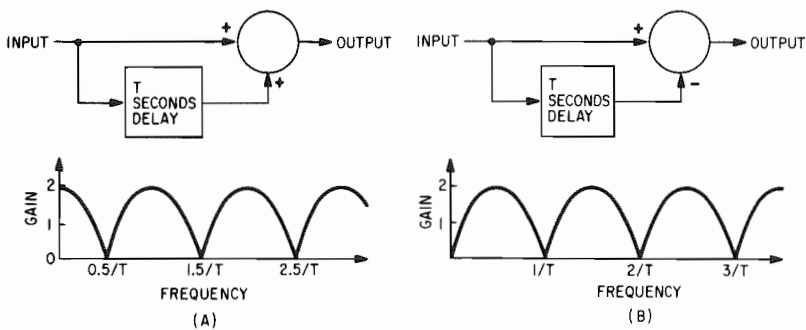 INPUT + OUTPUT
+
T
SECONDS
DELAY
GAIN
2
1
0
0.5/T 1.5/T 2.5/T
FREQUENCY
(A)
INPUT + OUTPUT
-
T
SECONDS
DELAY
GAIN
2
1
1/T 2/T 3/T
FREQUENCY
(B)